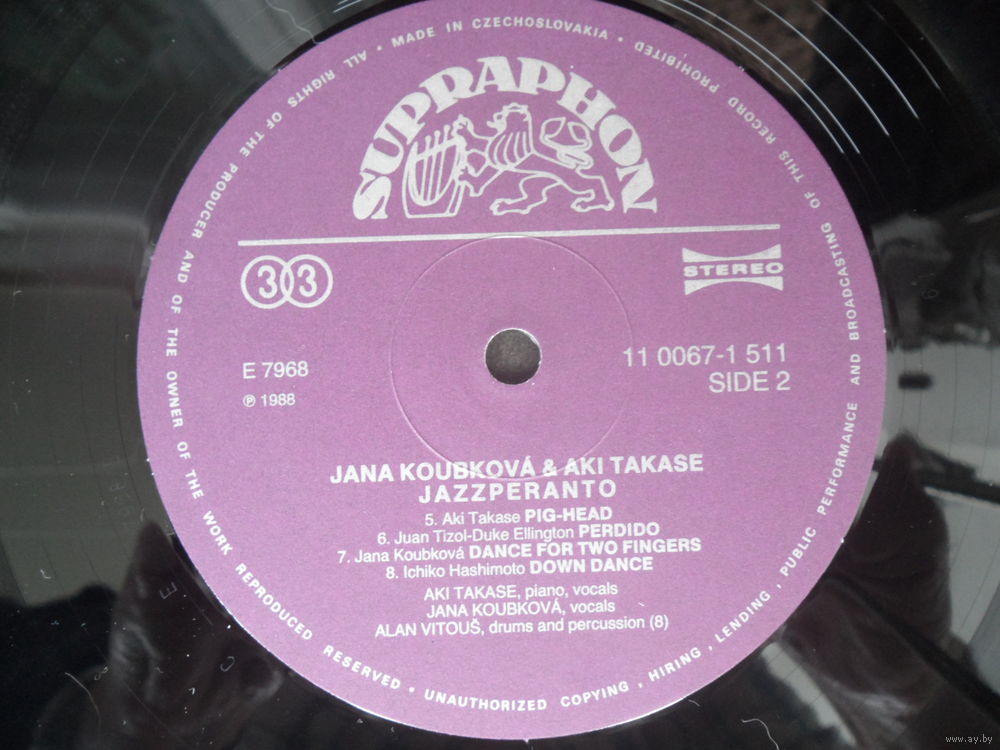 ALL RIGHTS OF THE PRODUCER AND OF THE OWNER OF THE WORK REPRODUCED RESERVED • UNAUTHORIZED COPYING, HIRING, LENDING, PUBLIC PERFORMANCE AND BROADCASTING OF THIS RECORD PROHIBITED • MADE IN CZECHOSLOVAKIA •
SUPRAPHON
33
STEREO
E 7968
℗ 1988
11 0067-1 511
SIDE 2
JANA KOUBKOVÁ & AKI TAKASE
JAZZPERANTO
5. Aki Takase PIG-HEAD
6. Juan Tizol-Duke Ellington PERDIDO
7. Jana Koubková DANCE FOR TWO FINGERS
8. Ichiko Hashimoto DOWN DANCE
AKI TAKASE, piano, vocals
JANA KOUBKOVÁ, vocals
ALAN VITOUŠ, drums and percussion (8)
www.ay.by